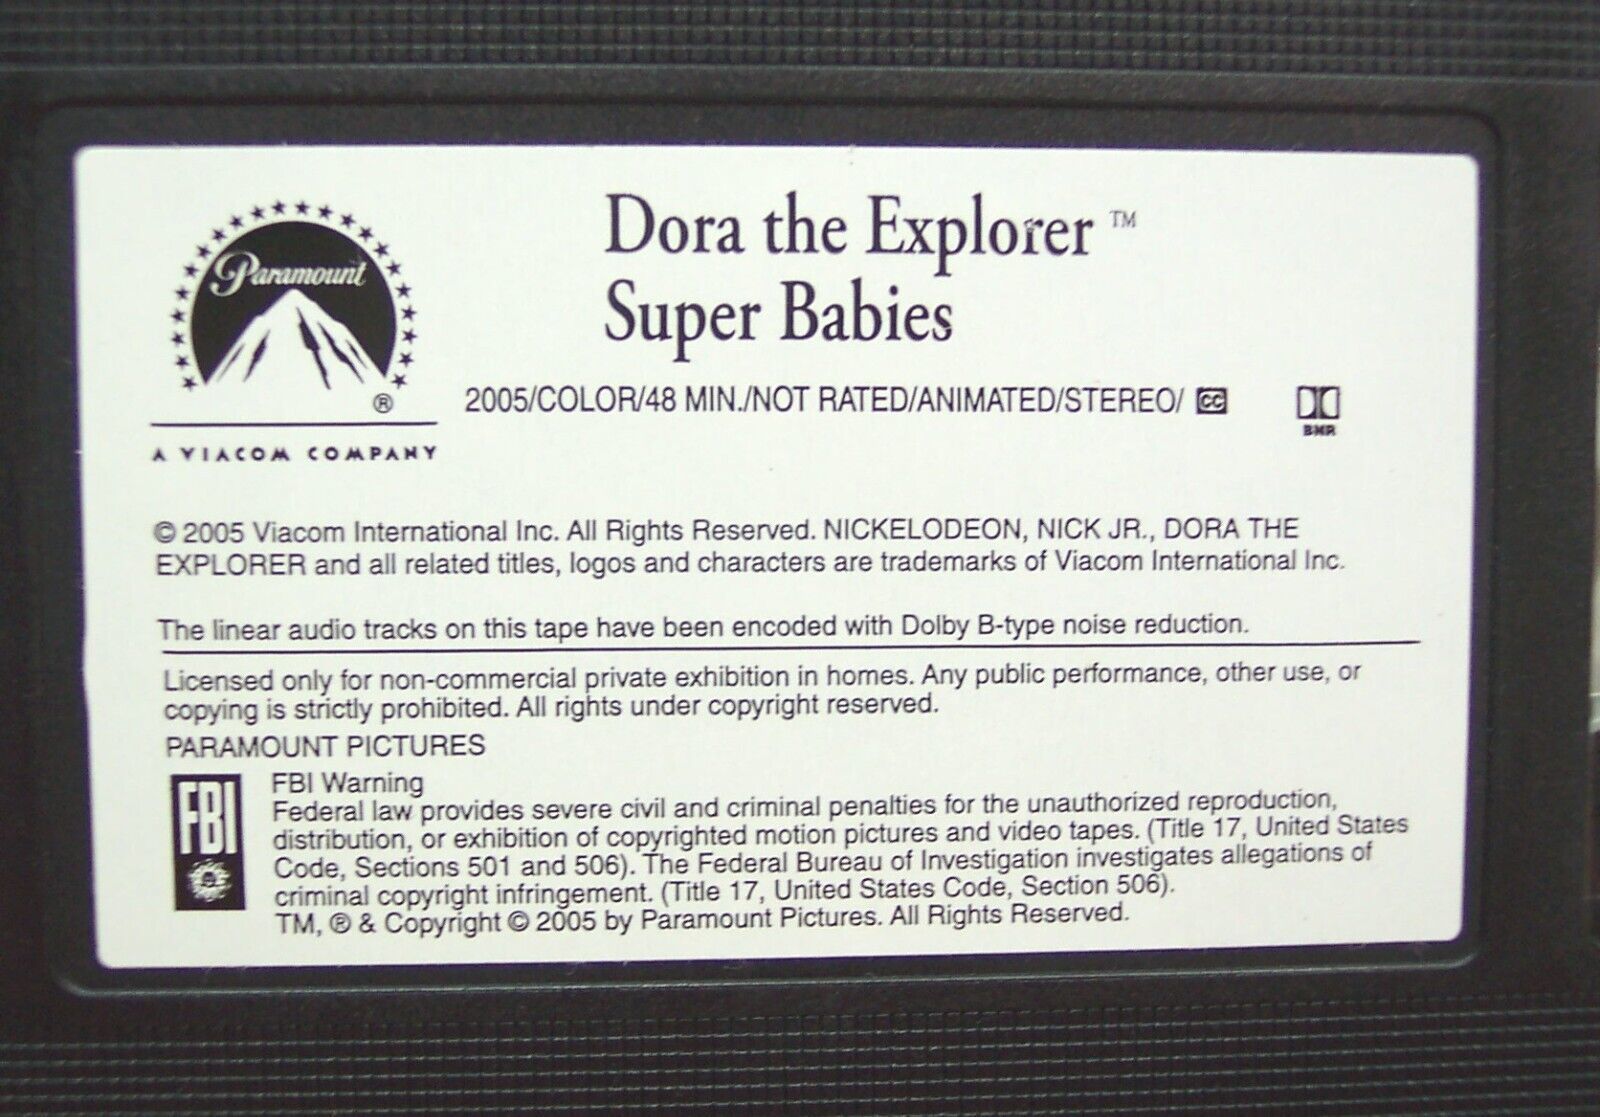 Paramount
®
A VIACOM COMPANY
Dora the Explorer™
Super Babies
2005/COLOR/48 MIN./NOT RATED/ANIMATED/STEREO/ CC
BNR
© 2005 Viacom International Inc. All Rights Reserved. NICKELODEON, NICK JR., DORA THE
EXPLORER and all related titles, logos and characters are trademarks of Viacom International Inc.
The linear audio tracks on this tape have been encoded with Dolby B-type noise reduction.
Licensed only for non-commercial private exhibition in homes. Any public performance, other use, or
copying is strictly prohibited. All rights under copyright reserved.
PARAMOUNT PICTURES
FBI
FBI Warning
Federal law provides severe civil and criminal penalties for the unauthorized reproduction,
distribution, or exhibition of copyrighted motion pictures and video tapes. (Title 17, United States
Code, Sections 501 and 506). The Federal Bureau of Investigation investigates allegations of
criminal copyright infringement. (Title 17, United States Code, Section 506).
TM, ® & Copyright © 2005 by Paramount Pictures. All Rights Reserved.